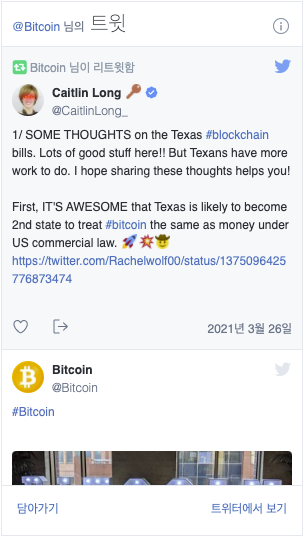 @Bitcoin 님의 트윗
Bitcoin 님이 리트윗함
Caitlin Long 🔑
@CaitlinLong_
1/ SOME THOUGHTS on the Texas #blockchain
bills. Lots of good stuff here!! But Texans have more
work to do. I hope sharing these thoughts helps you!
First, IT'S AWESOME that Texas is likely to become
2nd state to treat #bitcoin the same as money under
US commercial law. 🚀 💥🤠
https://twitter.com/Rachelwolf00/status/1375096425
776873474
2021년 3월 26일
Bitcoin
@Bitcoin
#Bitcoin
담아가기
트위터에서 보기